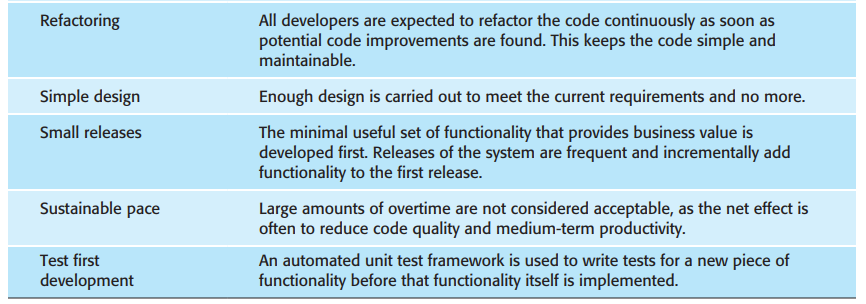 Refactoring
All developers are expected to refactor the code continuously as soon as
potential code improvements are found. This keeps the code simple and
maintainable.
Simple design
Enough design is carried out to meet the current requirements and no more.
Small releases
The minimal useful set of functionality that provides business value is
developed first. Releases of the system are frequent and incrementally add
functionality to the first release.
Sustainable pace
Large amounts of overtime are not considered acceptable, as the net effect is
often to reduce code quality and medium-term productivity.
Test first
development
An automated unit test framework is used to write tests for a new piece of
functionality before that functionality itself is implemented.